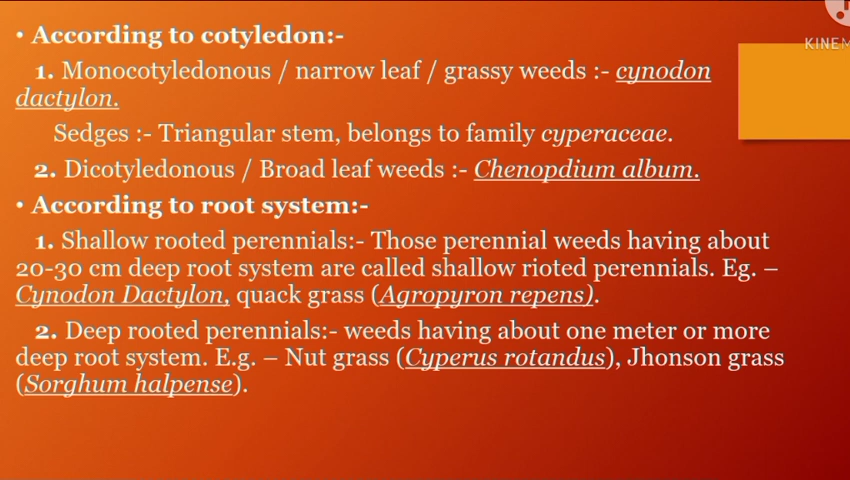 • According to cotyledon:-
1. Monocotyledonous / narrow leaf / grassy weeds :- cynodon
dactylon.
Sedges :- Triangular stem, belongs to family cyperaceae.
2. Dicotyledonous / Broad leaf weeds :- Chenopdium album.
• According to root system:-
1. Shallow rooted perennials:- Those perennial weeds having about
20-30 cm deep root system are called shallow rioted perennials. Eg. –
Cynodon Dactylon, quack grass (Agropyron repens).
2. Deep rooted perennials:- weeds having about one meter or more
deep root system. E.g. – Nut grass (Cyperus rotandus), Jhonson grass
(Sorghum halpense).
KINEM